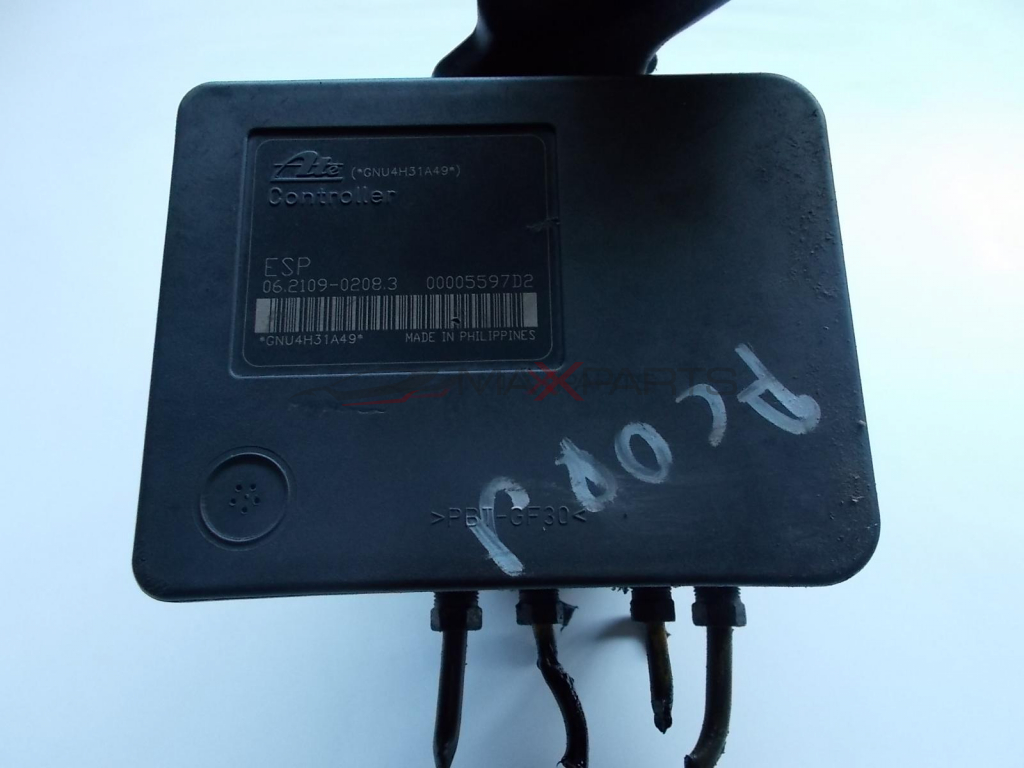 Ate (*GNU4H31A49*)
Controller
ESP
06.2109-0208.3 00005597D2
*GNU4H31A49* MADE IN PHILIPPINES
>PBT-GF30<